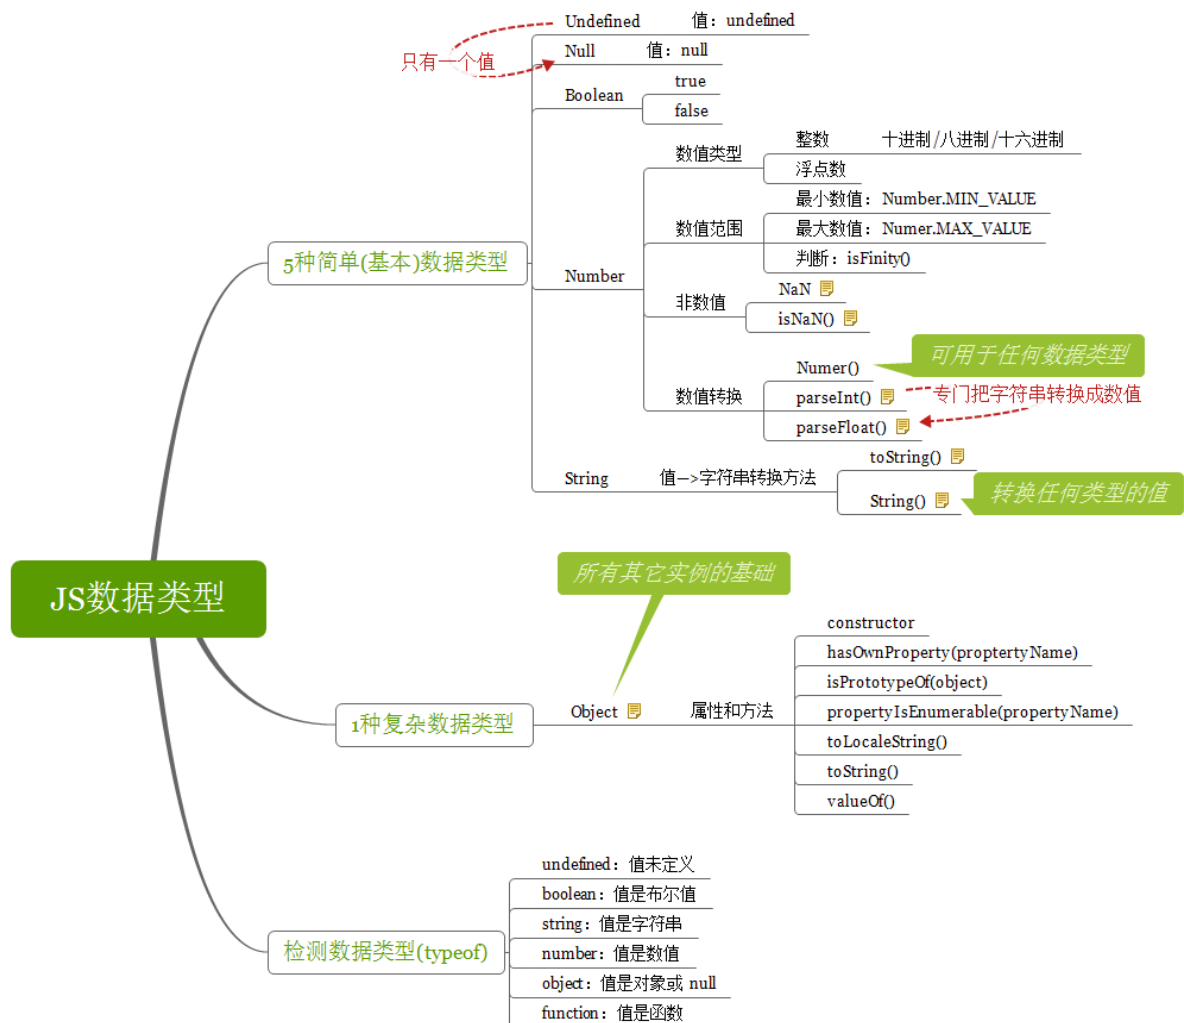 Undefined 值：undefined
只有一个值
Null 值：null
Boolean
true
false
数值类型
整数 十进制/八进制/十六进制
浮点数
数值范围
最小数值：Number.MIN_VALUE
最大数值：Numer.MAX_VALUE
判断：isFinity()
5种简单(基本)数据类型
Number
非数值
NaN
isNaN()
可用于任何数据类型
数值转换
Numer()
parseInt()
专门把字符串转换成数值
parseFloat()
String 值—>字符串转换方法
toString()
String()
转换任何类型的值
JS数据类型
所有其它实例的基础
1种复杂数据类型
Object 属性和方法
constructor
hasOwnProperty(proptertyName)
isPrototypeOf(object)
propertyIsEnumerable(propertyName)
toLocaleString()
toString()
valueOf()
检测数据类型(typeof)
undefined：值未定义
boolean：值是布尔值
string：值是字符串
number：值是数值
object：值是对象或 null
function：值是函数